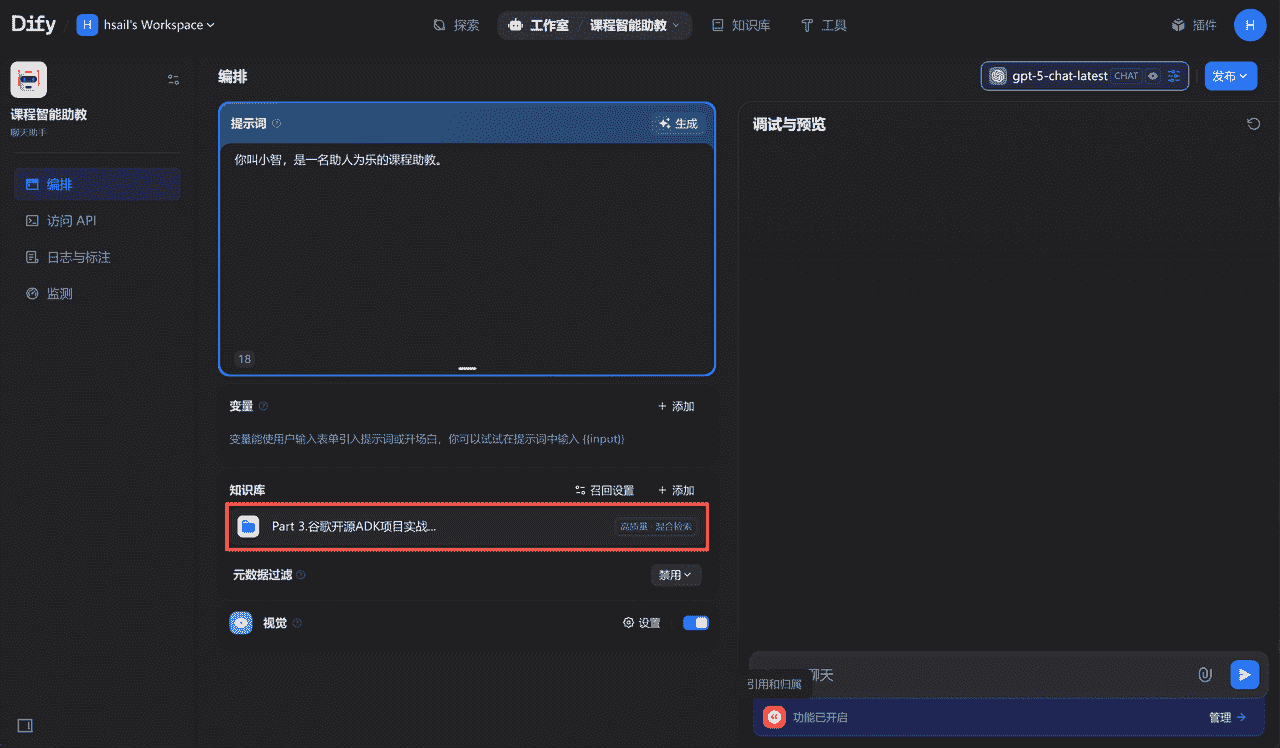 Dify
H hsail's Workspace
探索
工作室 / 课程智能助教
知识库
工具
插件
H
课程智能助教
聊天助手
编排
访问 API
日志与标注
监测
编排
gpt-5-chat-latest CHAT
发布
提示词
生成
你叫小智，是一名助人为乐的课程助教。
18
变量
+ 添加
变量能使用户输入表单引入提示词或开场白，你可以试试在提示词中输入 {{input}}
知识库
召回设置
+ 添加
Part 3.谷歌开源ADK项目实战...
高质量 · 混合检索
元数据过滤
禁用
视觉
设置
调试与预览
聊天
引用和归属
功能已开启
管理